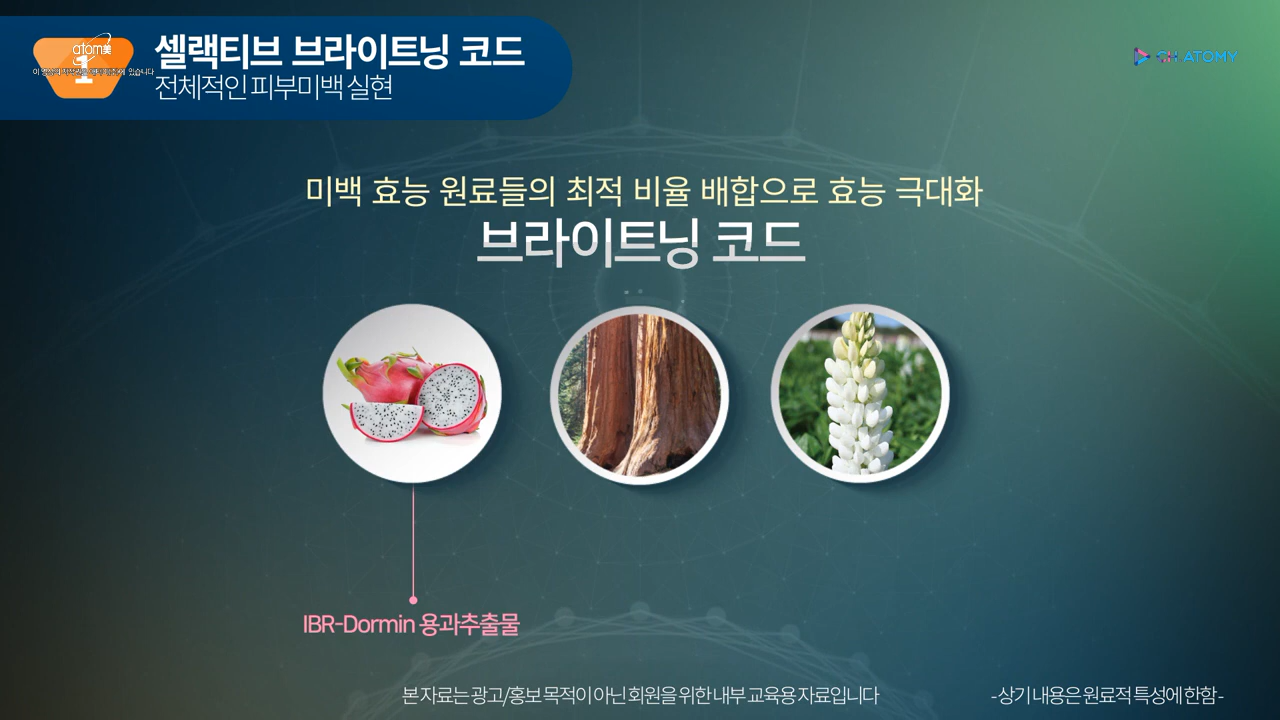 atom美
1
셀랙티브 브라이트닝 코드
전체적인 피부미백 실현
CH ATOMY
미백 효능 원료들의 최적 비율 배합으로 효능 극대화
브라이트닝 코드
IBR-Dormin 용과추출물
본 자료는 광고/홍보 목적이 아닌 회원을 위한 내부 교육용 자료입니다
- 상기 내용은 원료적 특성에 한함 -